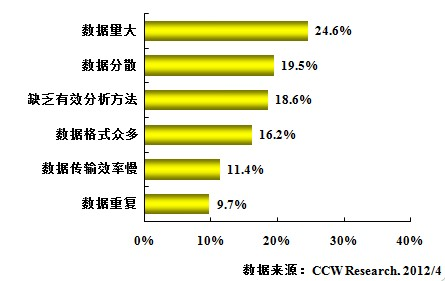 数据量大 24.6%
数据分散 19.5%
缺乏有效分析方法 18.6%
数据格式众多 16.2%
数据传输效率慢 11.4%
数据重复 9.7%
0% 10% 20% 30% 40%
数据来源：CCW Research, 2012/4